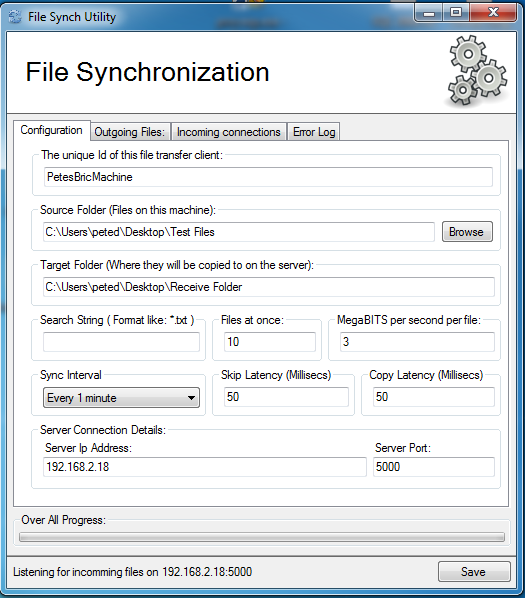 File Synch Utility
File Synchronization
Configuration Outgoing Files: Incoming connections Error Log
The unique Id of this file transfer client:
PetesBricMachine
Source Folder (Files on this machine):
C:\Users\peted\Desktop\Test Files Browse
Target Folder (Where they will be copied to on the server):
C:\Users\peted\Desktop\Receive Folder
Search String ( Format like: *.txt ) Files at once: MegaBITS per second per file:
10 3
Sync Interval Skip Latency (Millisecs) Copy Latency (Millisecs)
Every 1 minute 50 50
Server Connection Details:
Server Ip Address: Server Port:
192.168.2.18 5000
Over All Progress:
Listening for incomming files on 192.168.2.18:5000 Save